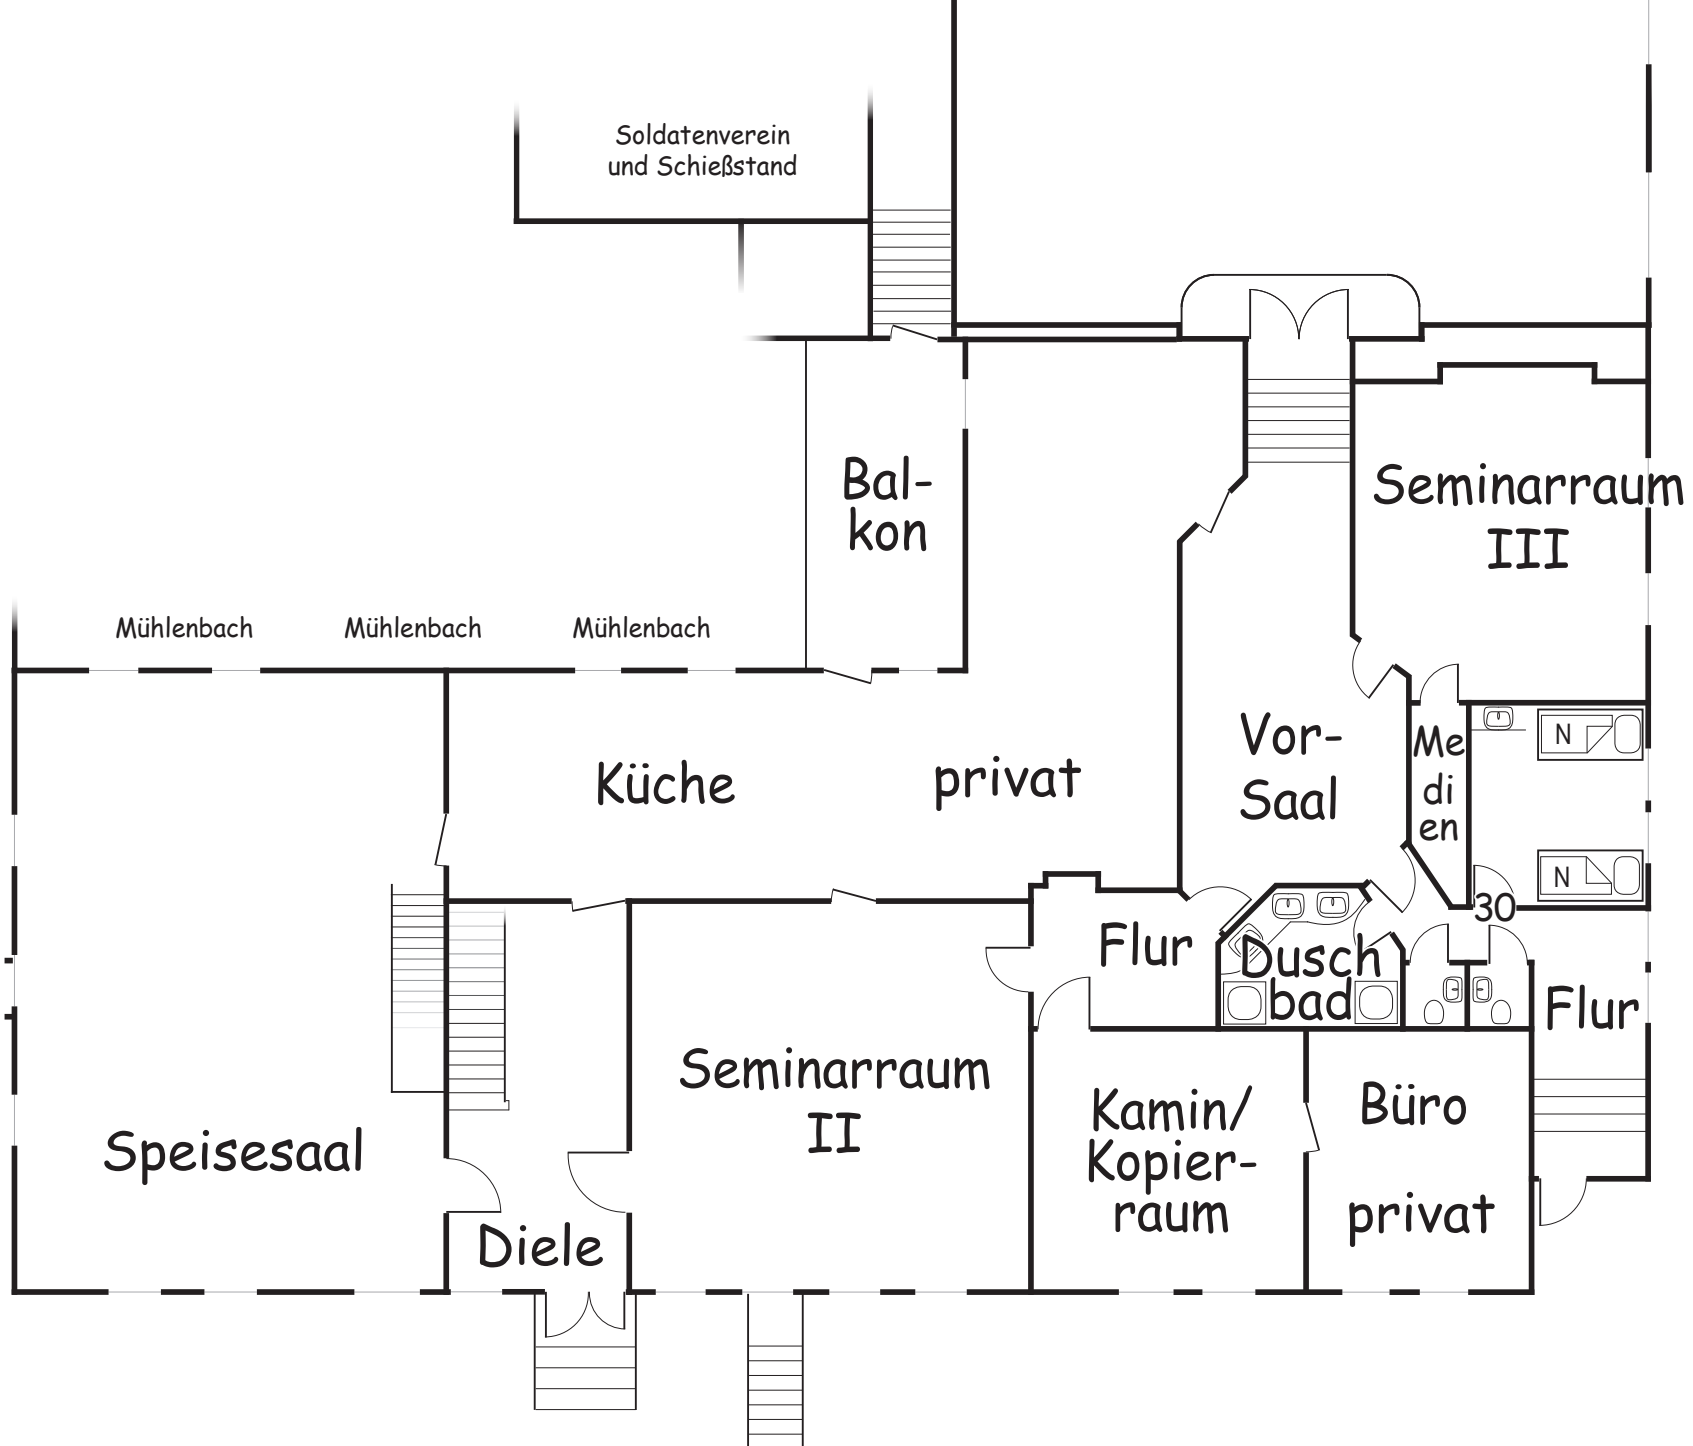 Soldatenverein
und Schießstand
Bal-
kon
Seminarraum
III
Mühlenbach
Mühlenbach
Mühlenbach
Küche
privat
Vor-
Saal
Me
di
en
N
N
30
Flur
Dusch
bad
Flur
Speisesaal
Diele
Seminarraum
II
Kamin/
Kopier-
raum
Büro
privat